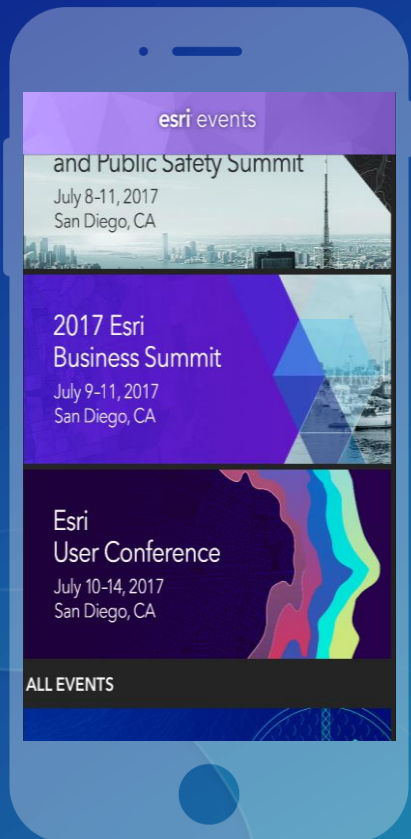 esri events
and Public Safety Summit
July 8-11, 2017
San Diego, CA
2017 Esri
Business Summit
July 9-11, 2017
San Diego, CA
Esri
User Conference
July 10-14, 2017
San Diego, CA
ALL EVENTS